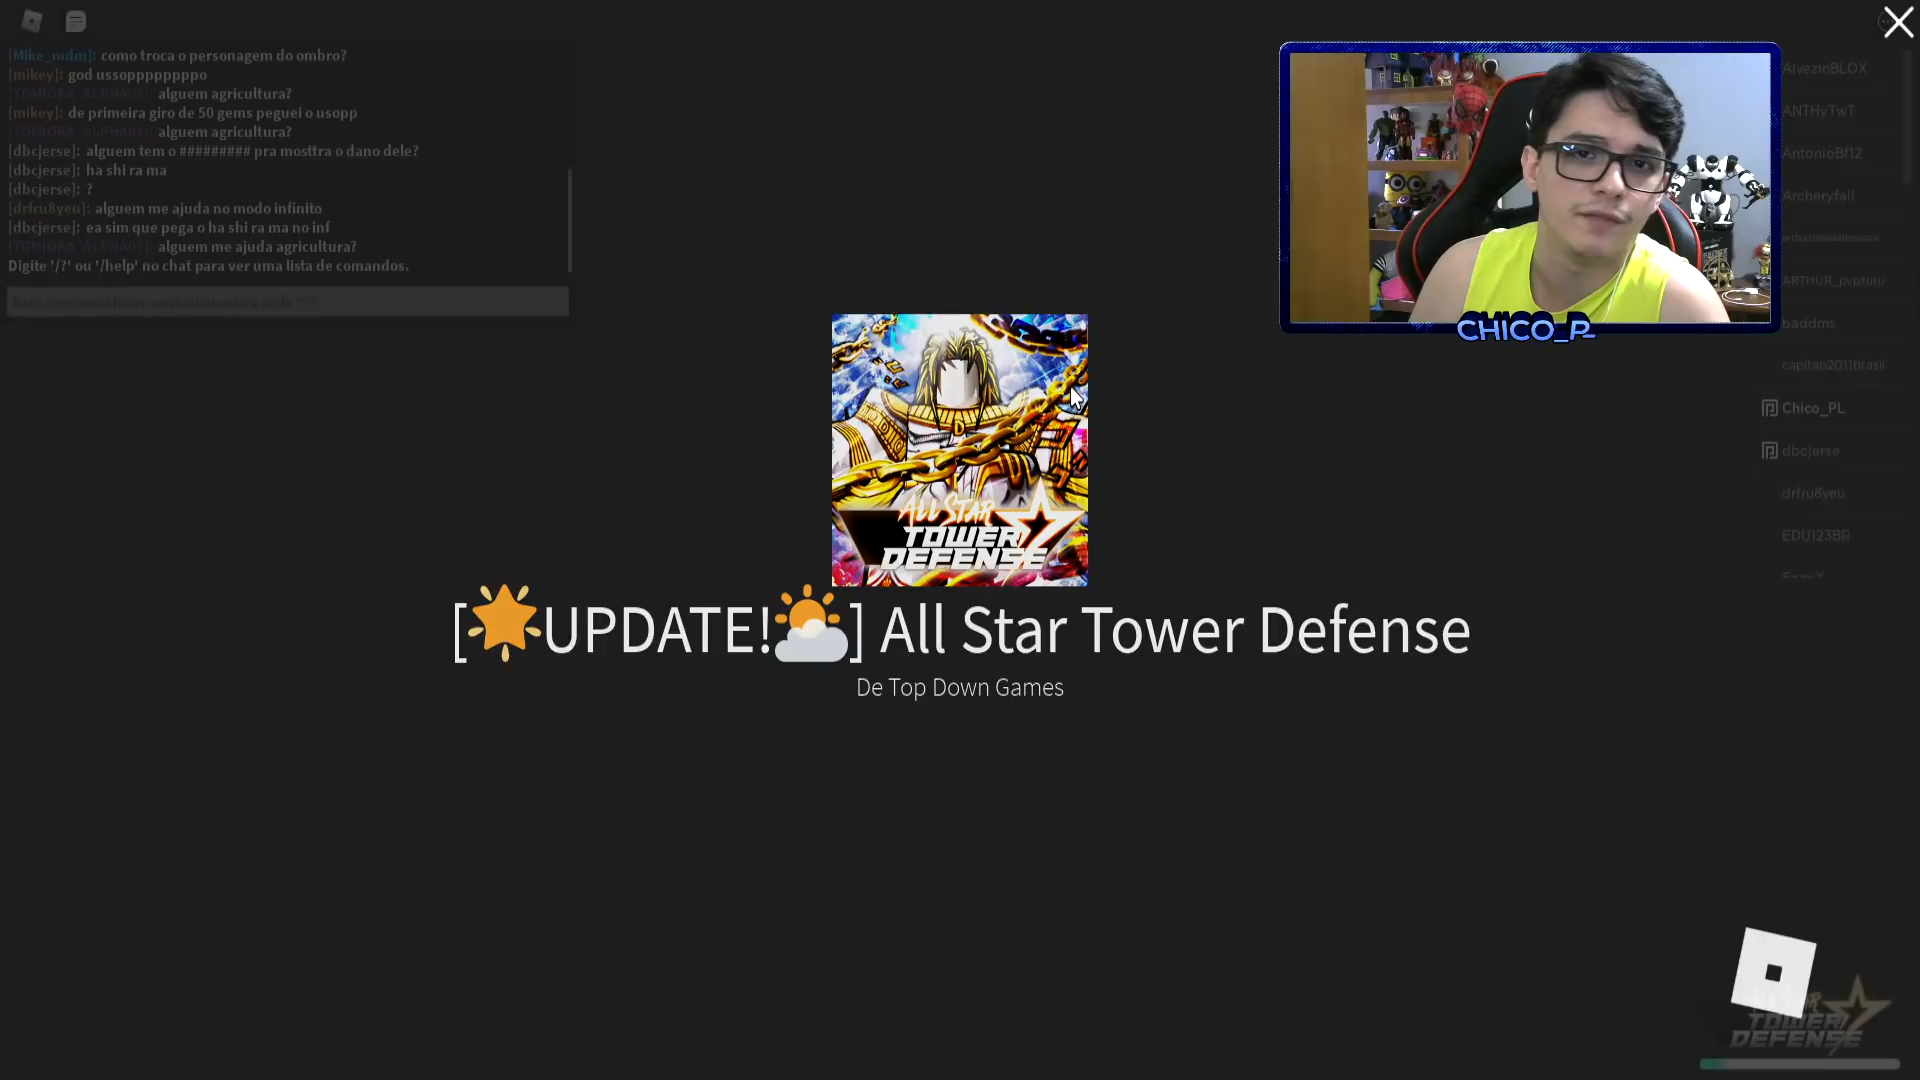 [Mike_mdm]: como troca o personagem do ombro?
[mikey]: god ussopppppppppo
[TOMIOKA_ALPHA07]: alguem agricultura?
[mikey]: de primeira giro de 50 gems peguei o usopp
[TOMIOKA_ALPHA07]: alguem agricultura?
[dbcjerse]: alguem tem o ######### pra mosttra o dano dele?
[dbcjerse]: ha shi ra ma
[dbcjerse]: ?
[drfru8yeu]: alguem me ajuda no modo infinito
[dbcjerse]: ea sim que pega o ha shi ra ma no inf
[TOMIOKA_ALPHA07]: alguem me ajuda agricultura?
Digite '/?' ou '/help' no chat para ver uma lista de comandos.
CHICO_P
AlvezinBLOX
ANTHyTwT
AntonioBf12
Archeryfall
ARTHUR_pvptutu
baddms
capitao2011brasil
Chico_PL
dbcjerse
drfru8yeu
EDU123BR
ALL STAR
TOWER
DEFENSE
[🌟UPDATE!🌤️] All Star Tower Defense
De Top Down Games
TOWER
DEFENSE